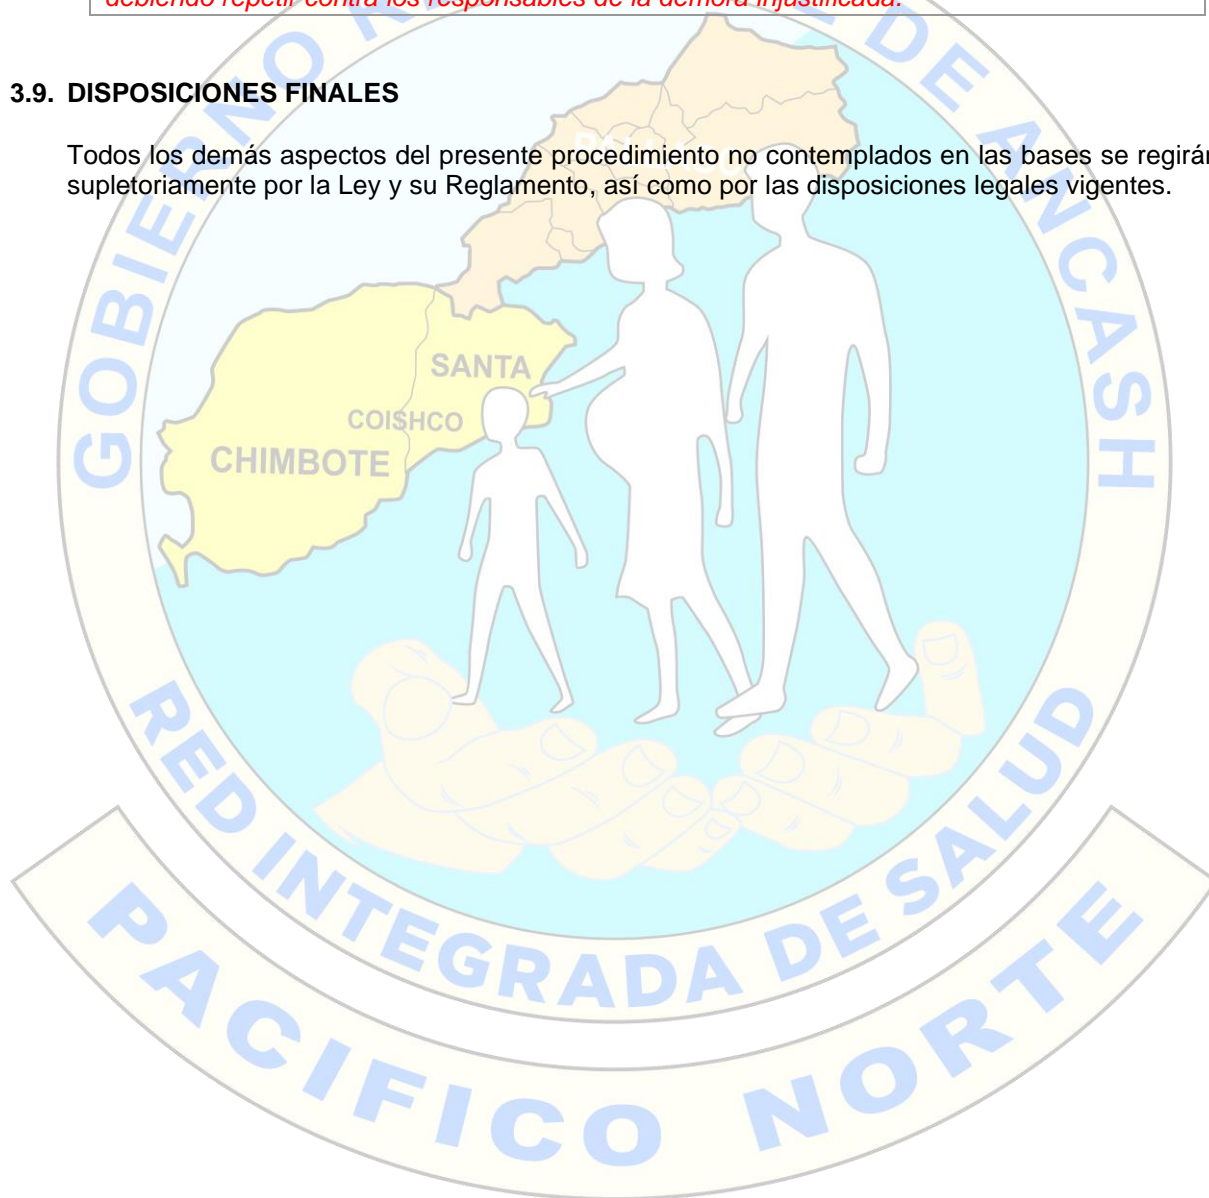 debiendo repetir contra los responsables de la demora injustificada.
3.9. DISPOSICIONES FINALES
Todos los demás aspectos del presente procedimiento no contemplados en las bases se regirán
supletoriamente por la Ley y su Reglamento, así como por las disposiciones legales vigentes.
GOBIERNO
DE ANCASH
SANTA
COISHCO
CHIMBOTE
RED INTEGRADA DE SALUD
PACIFICO NORTE